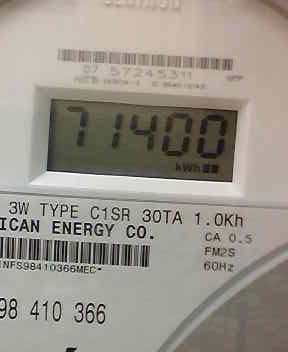 CENTRON
07 57245311
71400
kWh
3W TYPE C1SR 30TA 1.0Kh
ICAN ENERGY CO.
CA 0.5
FM2S
60Hz
INFS98410366MEC-
98 410 366